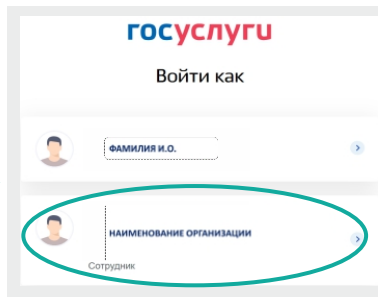 госуслуги
Войти как
ФАМИЛИЯ И.О.
НАИМЕНОВАНИЕ ОРГАНИЗАЦИИ
Сотрудник